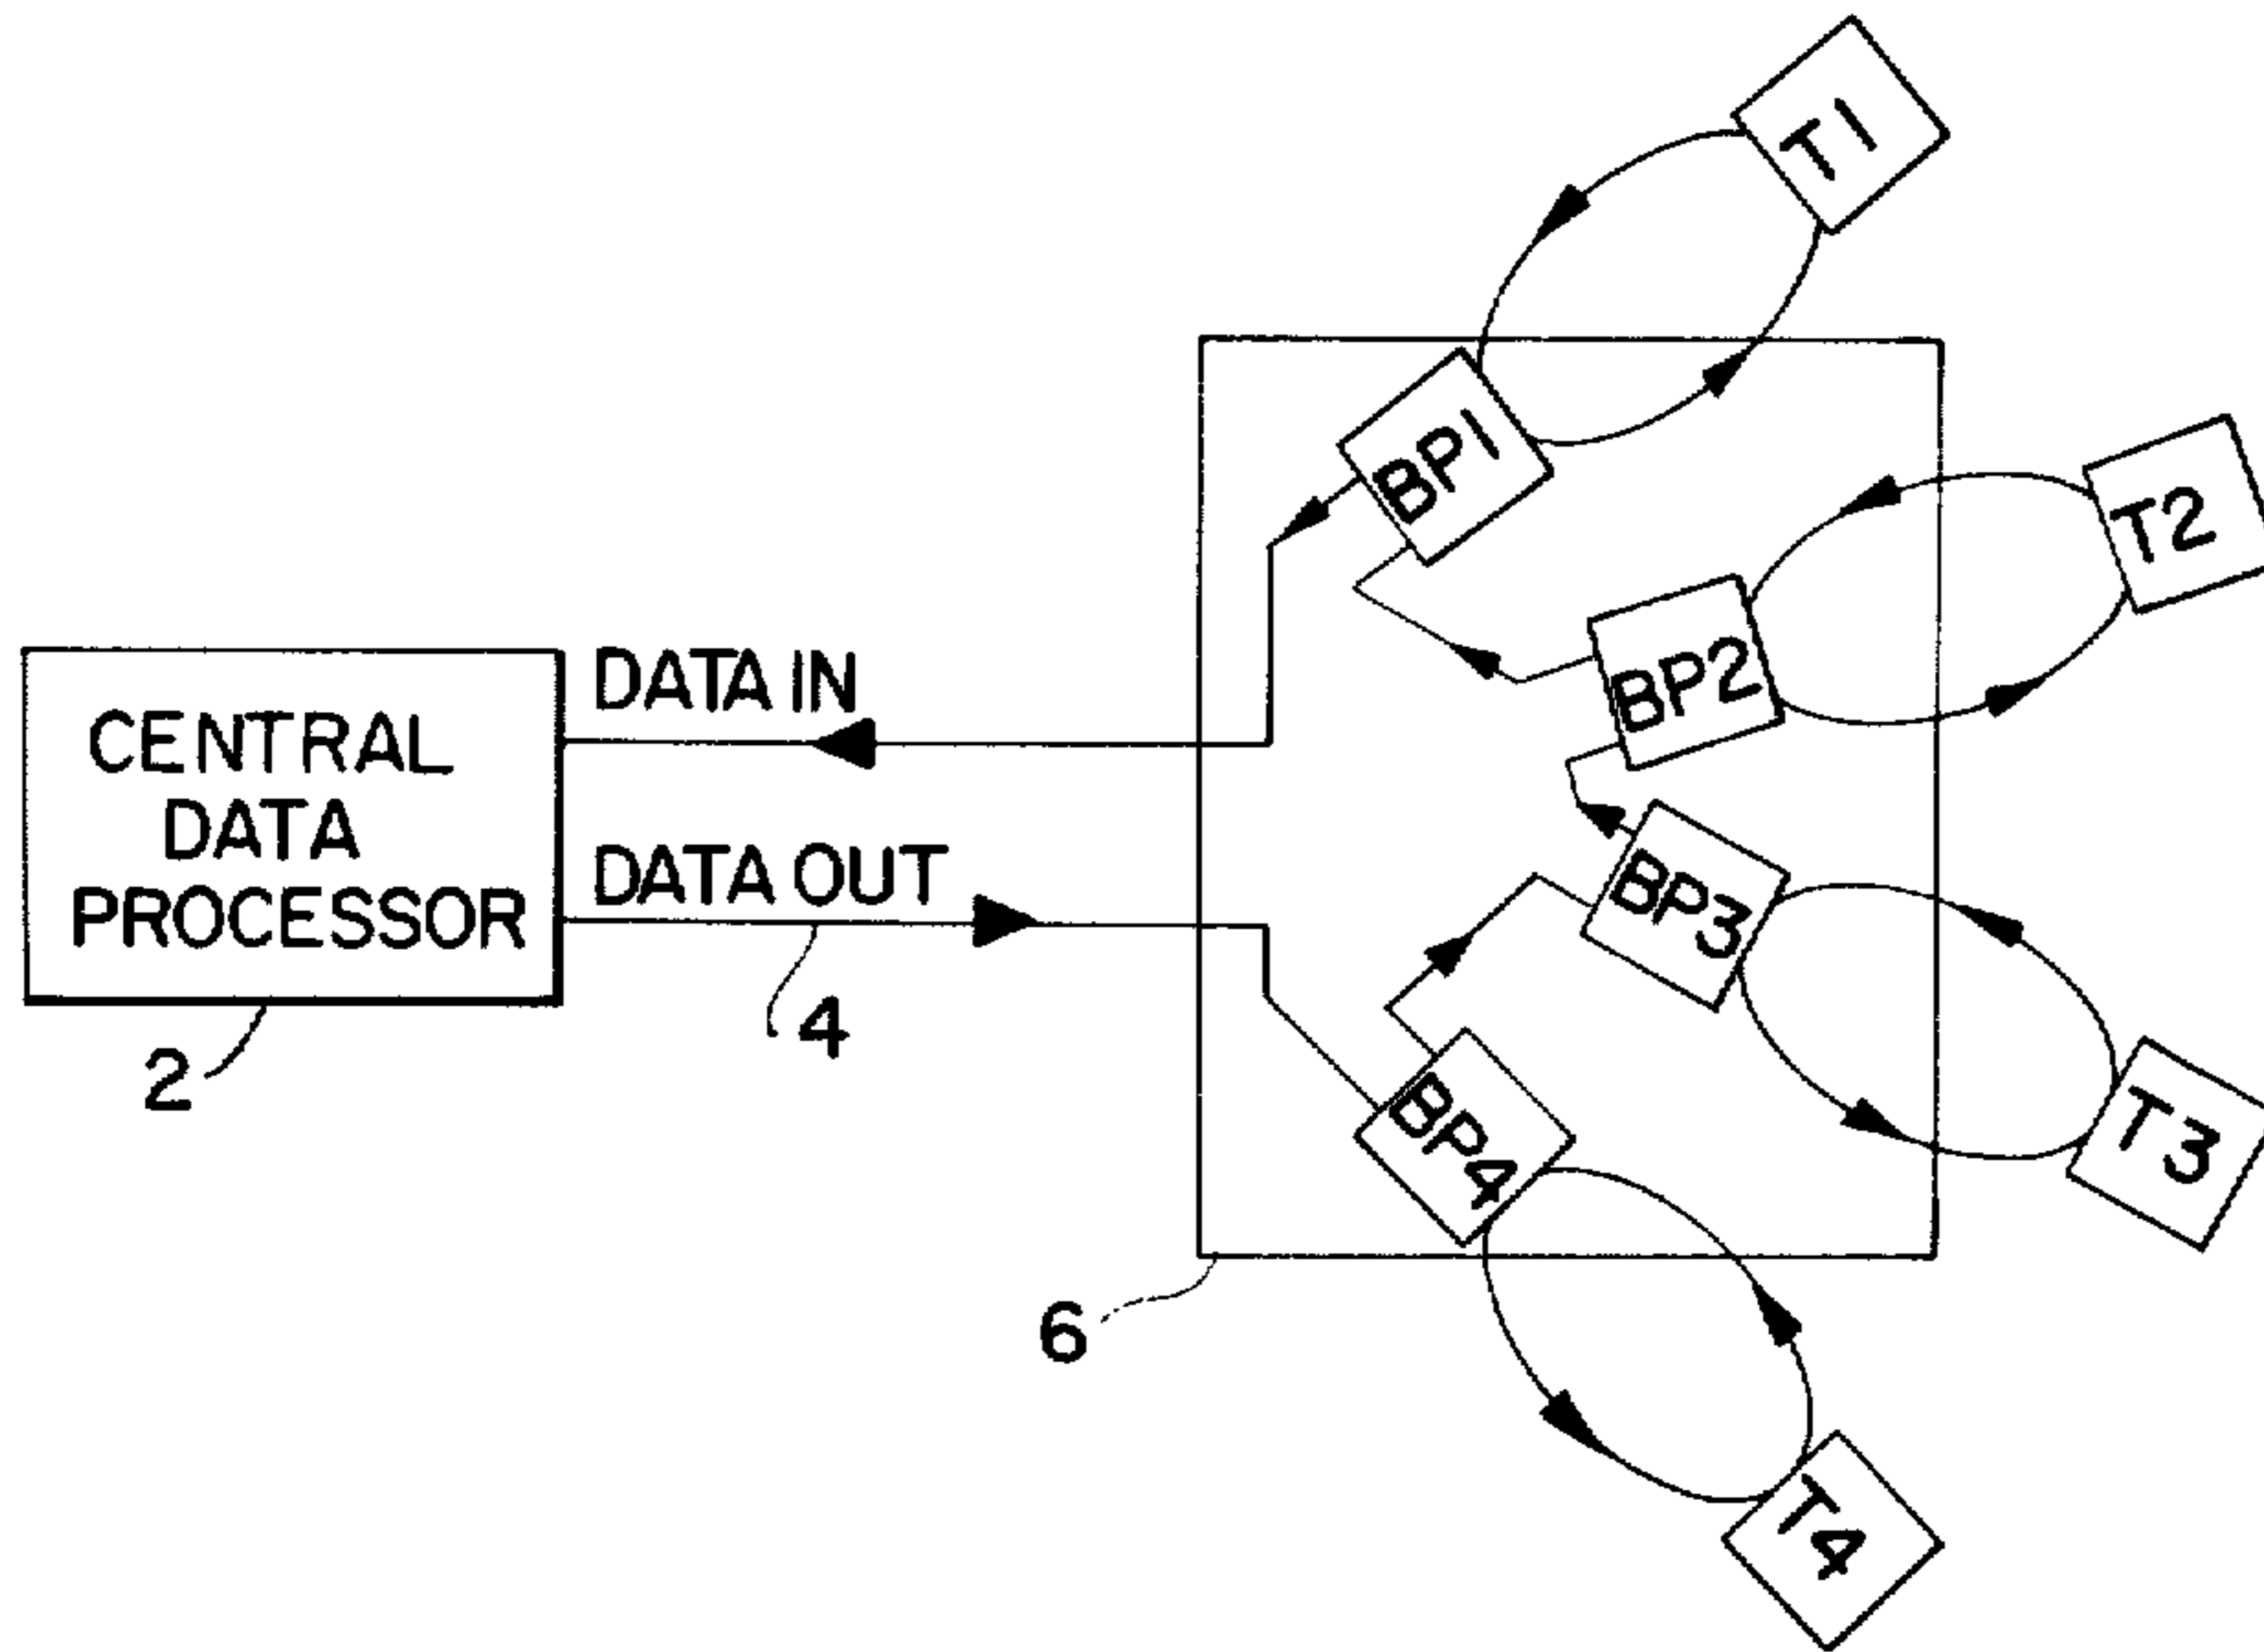 T1
BP1
T2
BP2
DATA IN
CENTRAL
DATA
PROCESSOR
DATA OUT
BP3
4
2
BP4
T3
6
T4